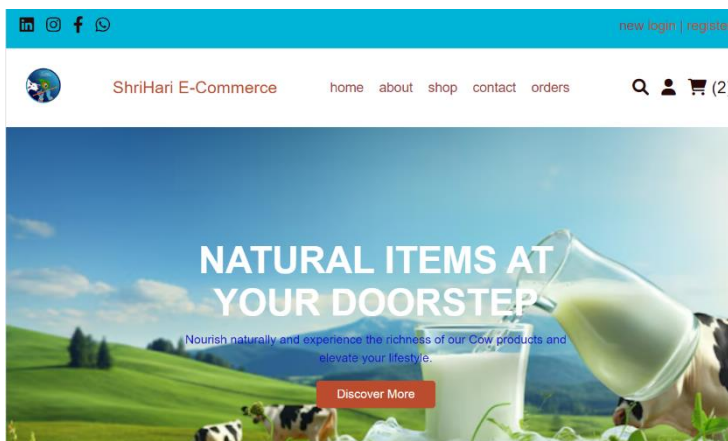 new login | registe
ShriHari E-Commerce home about shop contact orders (2
NATURAL ITEMS AT
YOUR DOORSTEP
Nourish naturally and experience the richness of our Cow products and
elevate your lifestyle.
Discover More